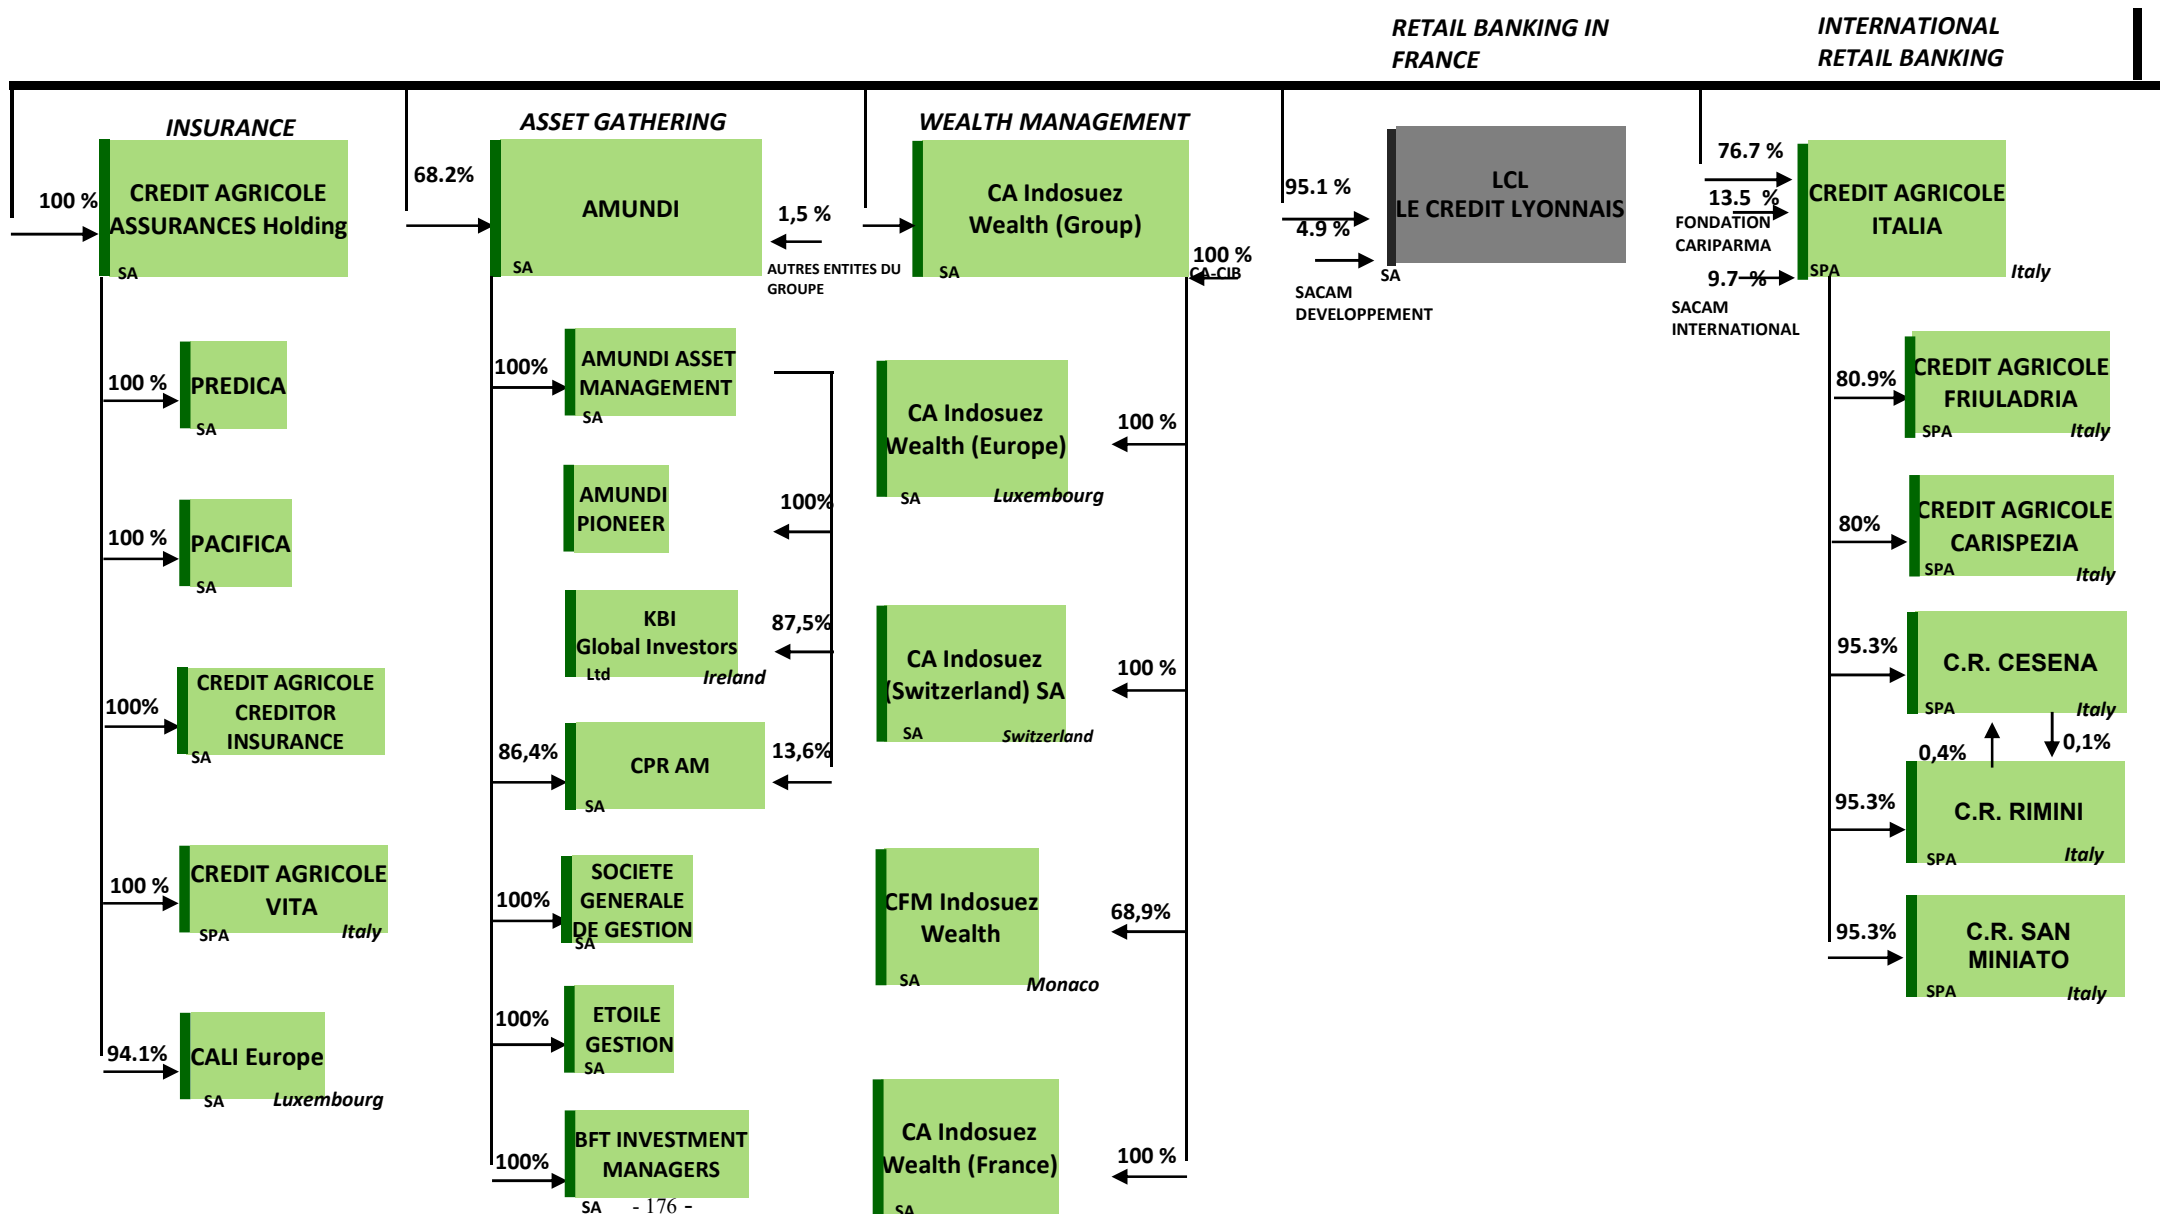 RETAIL BANKING IN
FRANCE
INTERNATIONAL
RETAIL BANKING
INSURANCE
100 %
CREDIT AGRICOLE
ASSURANCES Holding
SA
100 %
PREDICA
SA
100 %
PACIFICA
SA
100%
CREDIT AGRICOLE
CREDITOR
INSURANCE
SA
100 %
CREDIT AGRICOLE
VITA
SPA
Italy
94.1%
CALI Europe
SA
Luxembourg
ASSET GATHERING
68.2%
AMUNDI
SA
1,5 %
AUTRES ENTITES DU
GROUPE
100%
AMUNDI ASSET
MANAGEMENT
SA
AMUNDI
PIONEER
100%
KBI
Global Investors
Ltd
Ireland
87,5%
86,4%
CPR AM
SA
13,6%
100%
SOCIETE
GENERALE
DE GESTION
SA
100%
ETOILE
GESTION
SA
100%
BFT INVESTMENT
MANAGERS
SA
- 176 -
WEALTH MANAGEMENT
CA Indosuez
Wealth (Group)
SA
100 %
CA-CIB
CA Indosuez
Wealth (Europe)
SA
Luxembourg
100 %
CA Indosuez
(Switzerland) SA
SA
Switzerland
100 %
CFM Indosuez
Wealth
SA
Monaco
68,9%
CA Indosuez
Wealth (France)
SA
100 %
95.1 %
4.9 %
SACAM
DEVELOPPEMENT
LCL
LE CREDIT LYONNAIS
SA
76.7 %
13.5 %
FONDATION
CARIPARMA
9.7 %
SACAM
INTERNATIONAL
CREDIT AGRICOLE
ITALIA
SPA
Italy
80.9%
CREDIT AGRICOLE
FRIULADRIA
SPA
Italy
80%
CREDIT AGRICOLE
CARISPEZIA
SPA
Italy
95.3%
C.R. CESENA
SPA
Italy
0,4%
0,1%
95.3%
C.R. RIMINI
SPA
Italy
95.3%
C.R. SAN
MINIATO
SPA
Italy